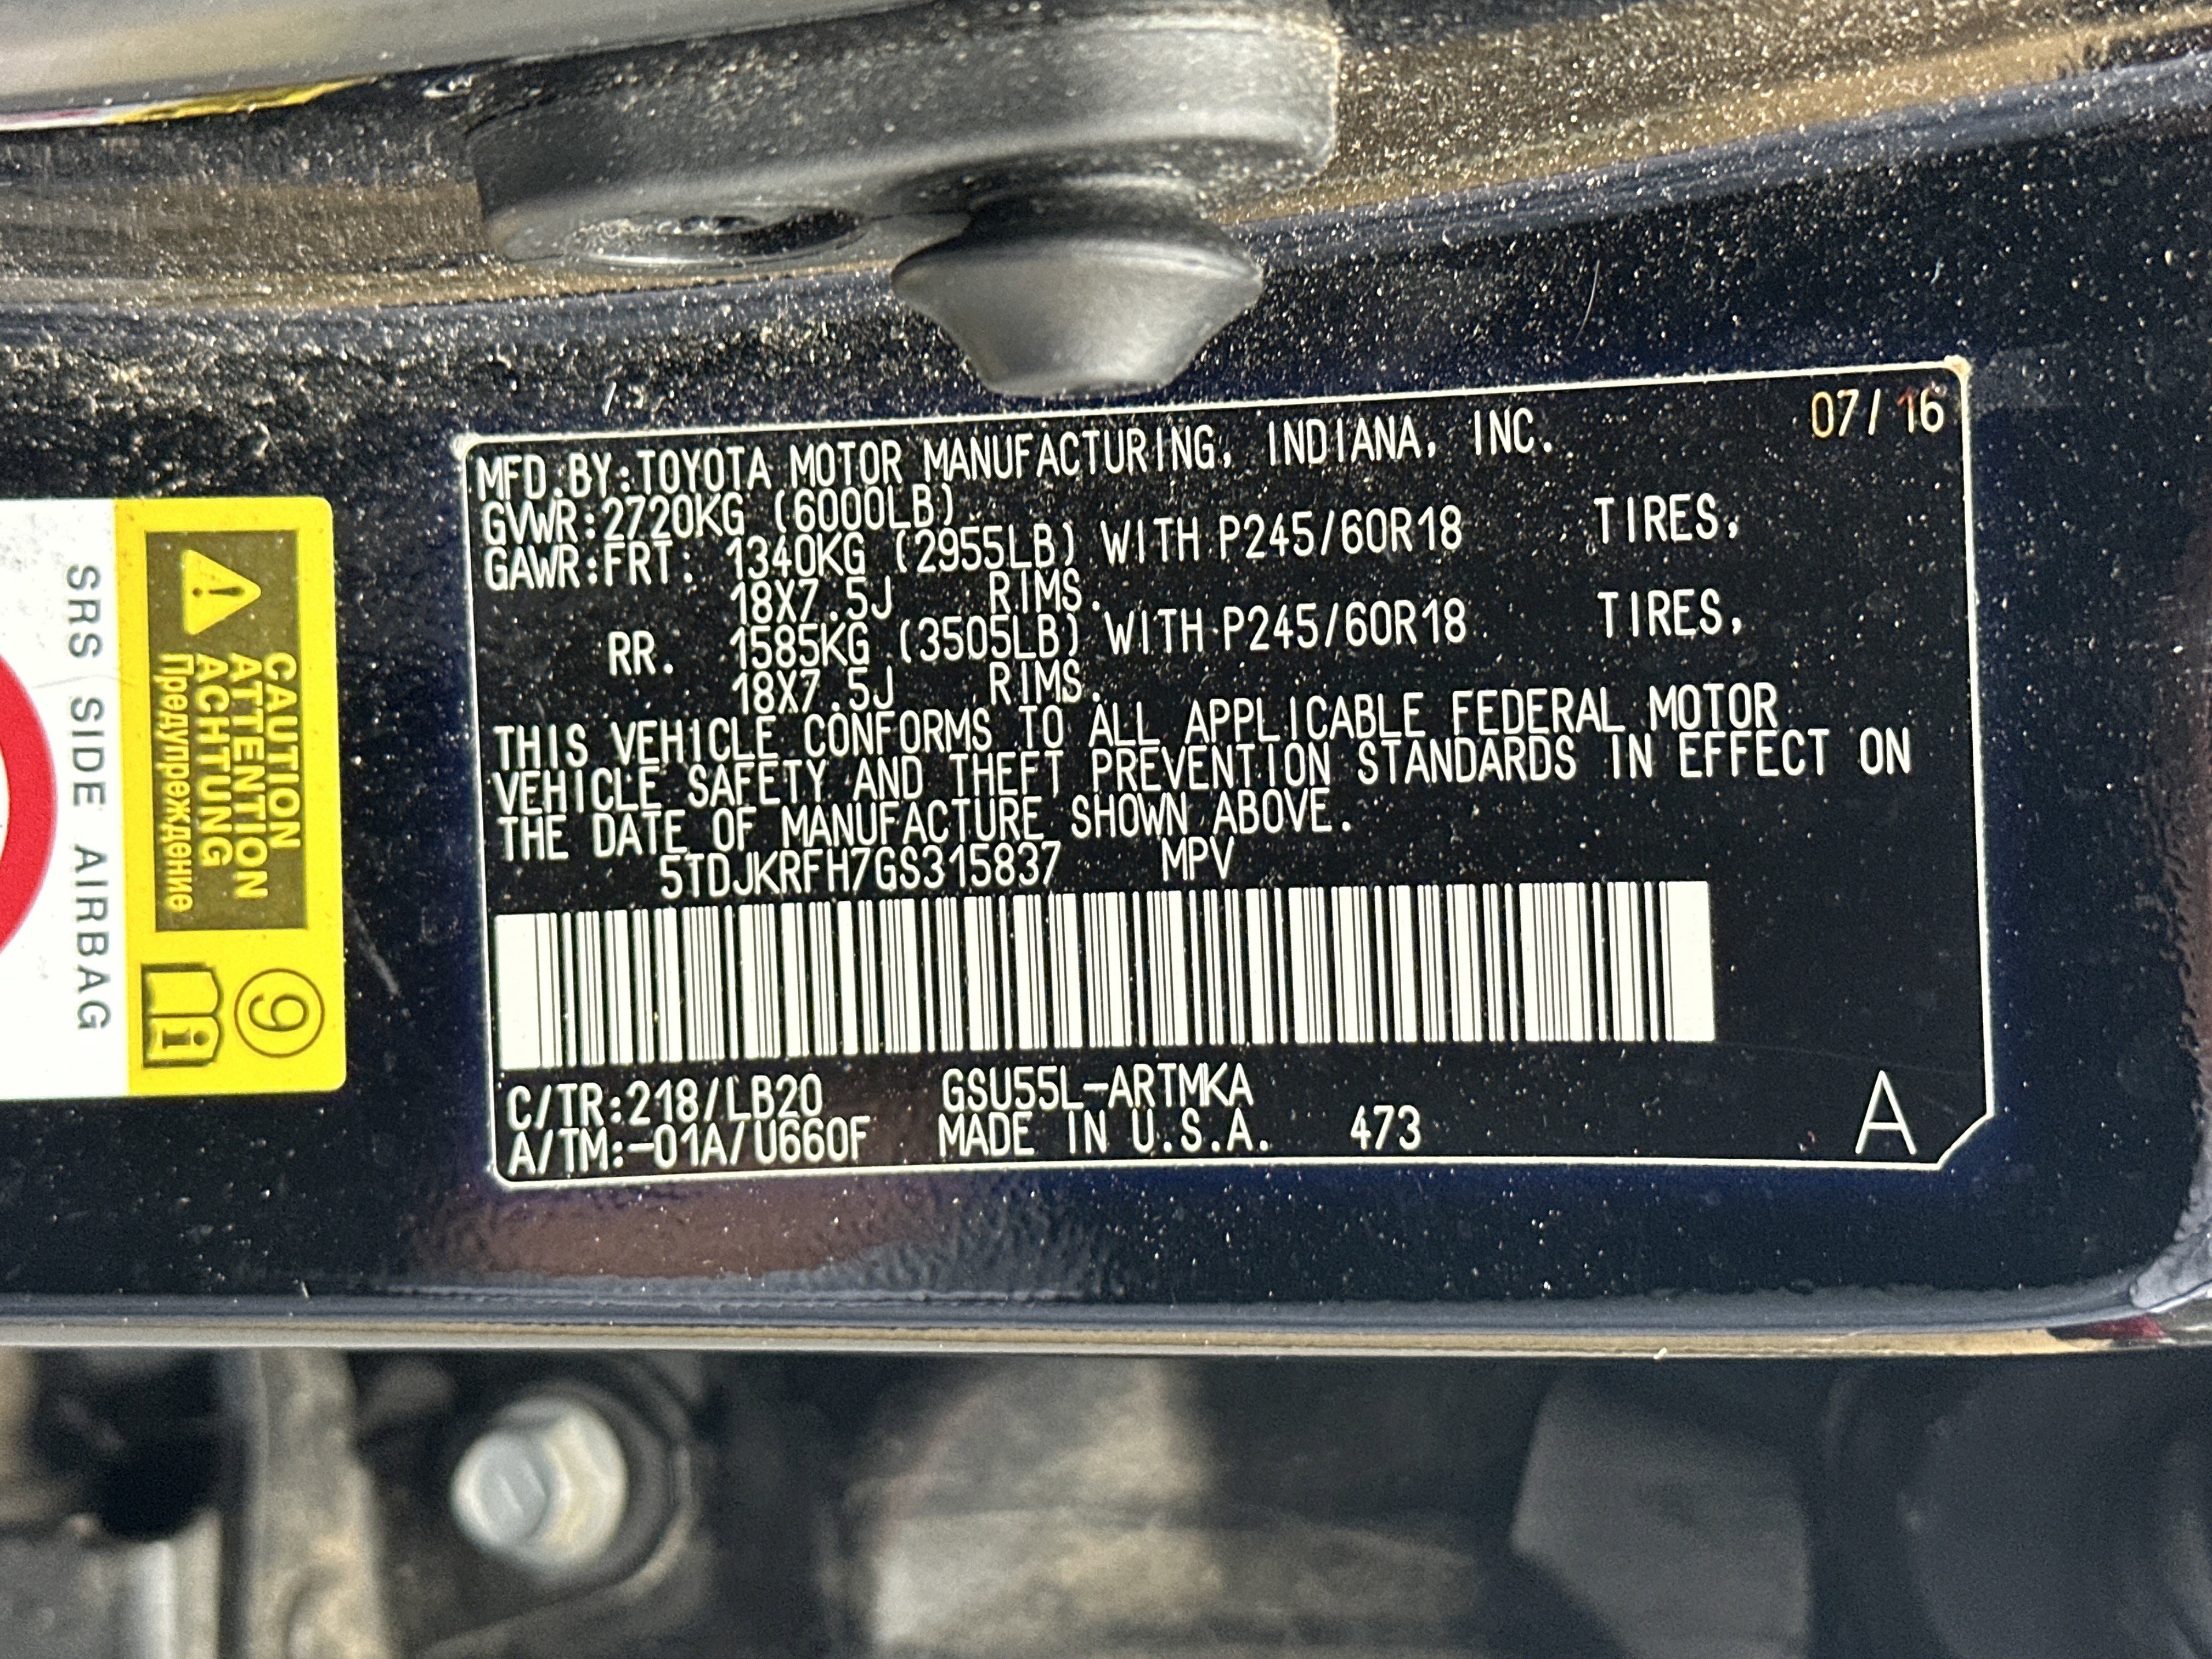 07/16
MFD.BY:TOYOTA MOTOR MANUFACTURING, INDIANA, INC.
GVWR:2720KG (6000LB)
GAWR:FRT: 1340KG (2955LB) WITH P245/60R18 TIRES,
18X7.5J RIMS.
RR. 1585KG (3505LB) WITH P245/60R18 TIRES,
18X7.5J RIMS.
THIS VEHICLE CONFORMS TO ALL APPLICABLE FEDERAL MOTOR
VEHICLE SAFETY AND THEFT PREVENTION STANDARDS IN EFFECT ON
THE DATE OF MANUFACTURE SHOWN ABOVE.
5TDJKRFH7GS315837 MPV
C/TR:218/LB20 GSU55L-ARTMKA
A/TM:-01A/U660F MADE IN U.S.A. 473
A
CAUTION
ATTENTION
ACHTUNG
Предупреждение
9
i
SRS SIDE AIRBAG